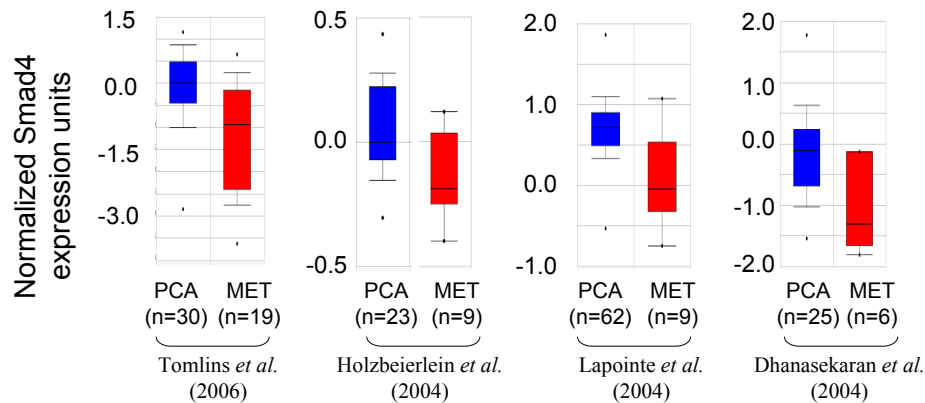 Normalized Smad4
expression units
1.5
0.0
-1.5
-3.0
PCA MET
(n=30) (n=19)
Tomlins et al.
(2006)
0.5
0.0
-0.5
PCA MET
(n=23) (n=9)
Holzbeierlein et al.
(2004)
2.0
1.0
0.0
-1.0
PCA MET
(n=62) (n=9)
Lapointe et al.
(2004)
2.0
0.0
-1.0
-2.0
PCA MET
(n=25) (n=6)
Dhanasekaran et al.
(2004)